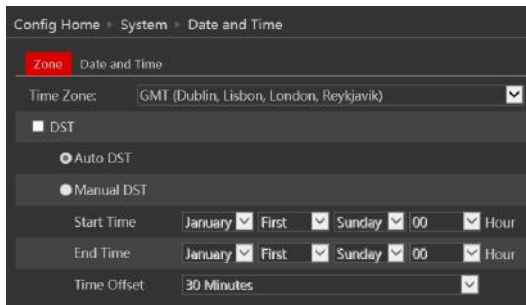 Config Home ▸ System ▸ Date and Time
Zone Date and Time
Time Zone: GMT (Dublin, Lisbon, London, Reykjavik)
DST
Auto DST
Manual DST
Start Time January First Sunday 00 Hour
End Time January First Sunday 00 Hour
Time Offset 30 Minutes